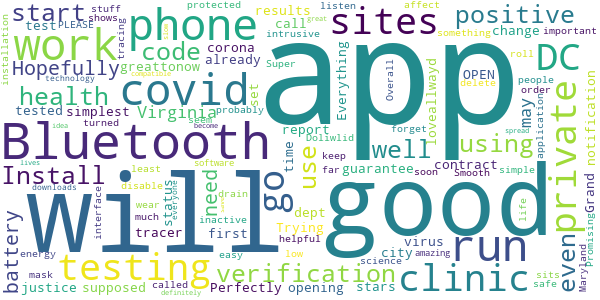 start stuff PLEASE phone shows test tracing results call protected intrusive sites listen affect great positive
something change important roll
work code corona
Hopefully greattonow already Super
app
OPEN DC
installation covid Everything Overall delete people
health tested simplest set probably may order
Virginia turned seem loveallwayd application private notification
Bluetooth report Doliwlid forget spread
idea technology
Install need time well using even
compatible become
will go use guarantee contract simple
keep soon Smooth
far
good run
lives software
downloads least disable status drain inactive everyone
battery interface wear much tracer first dept Trying helpful low city virus life Promising Grand Maryland
energy testing easy science amazing clinic
mask called verification stars sits safe
justice supposed Perfectly opening
definitely